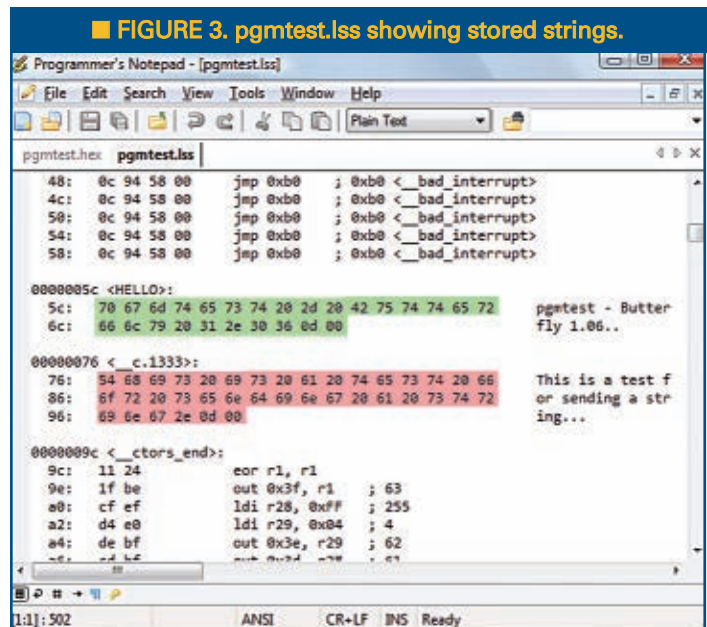 FIGURE 3. pgmtest.lss showing stored strings.
Programmer's Notepad - [pgmtest.lss]
File Edit Search View Tools Window Help
Plain Text
pgmtest.hex pgmtest.lss
48: 0c 94 58 00 jmp 0xb0 ; 0xb0 <__bad_interrupt>
4c: 0c 94 58 00 jmp 0xb0 ; 0xb0 <__bad_interrupt>
50: 0c 94 58 00 jmp 0xb0 ; 0xb0 <__bad_interrupt>
54: 0c 94 58 00 jmp 0xb0 ; 0xb0 <__bad_interrupt>
58: 0c 94 58 00 jmp 0xb0 ; 0xb0 <__bad_interrupt>
0000005c <HELLO>:
5c: 70 67 6d 74 65 73 74 20 2d 20 42 75 74 74 65 72 pgmtest - Butter
6c: 66 6c 79 20 31 2e 30 36 0d 00 fly 1.06..
00000076 <__c.1333>:
76: 54 68 69 73 20 69 73 20 61 20 74 65 73 74 20 66 This is a test f
86: 6f 72 20 73 65 6e 64 69 6e 67 20 61 20 73 74 72 or sending a str
96: 69 6e 67 2e 0d 00 ing...
0000009c <__ctors_end>:
9c: 11 24 eor r1, r1
9e: 1f be out 0x3f, r1 ; 63
a0: cf ef ldi r28, 0xFF ; 255
a2: d4 e0 ldi r29, 0x04 ; 4
a4: de bf out 0x3e, r29 ; 62
[1:1] : 502 ANSI CR+LF INS Ready